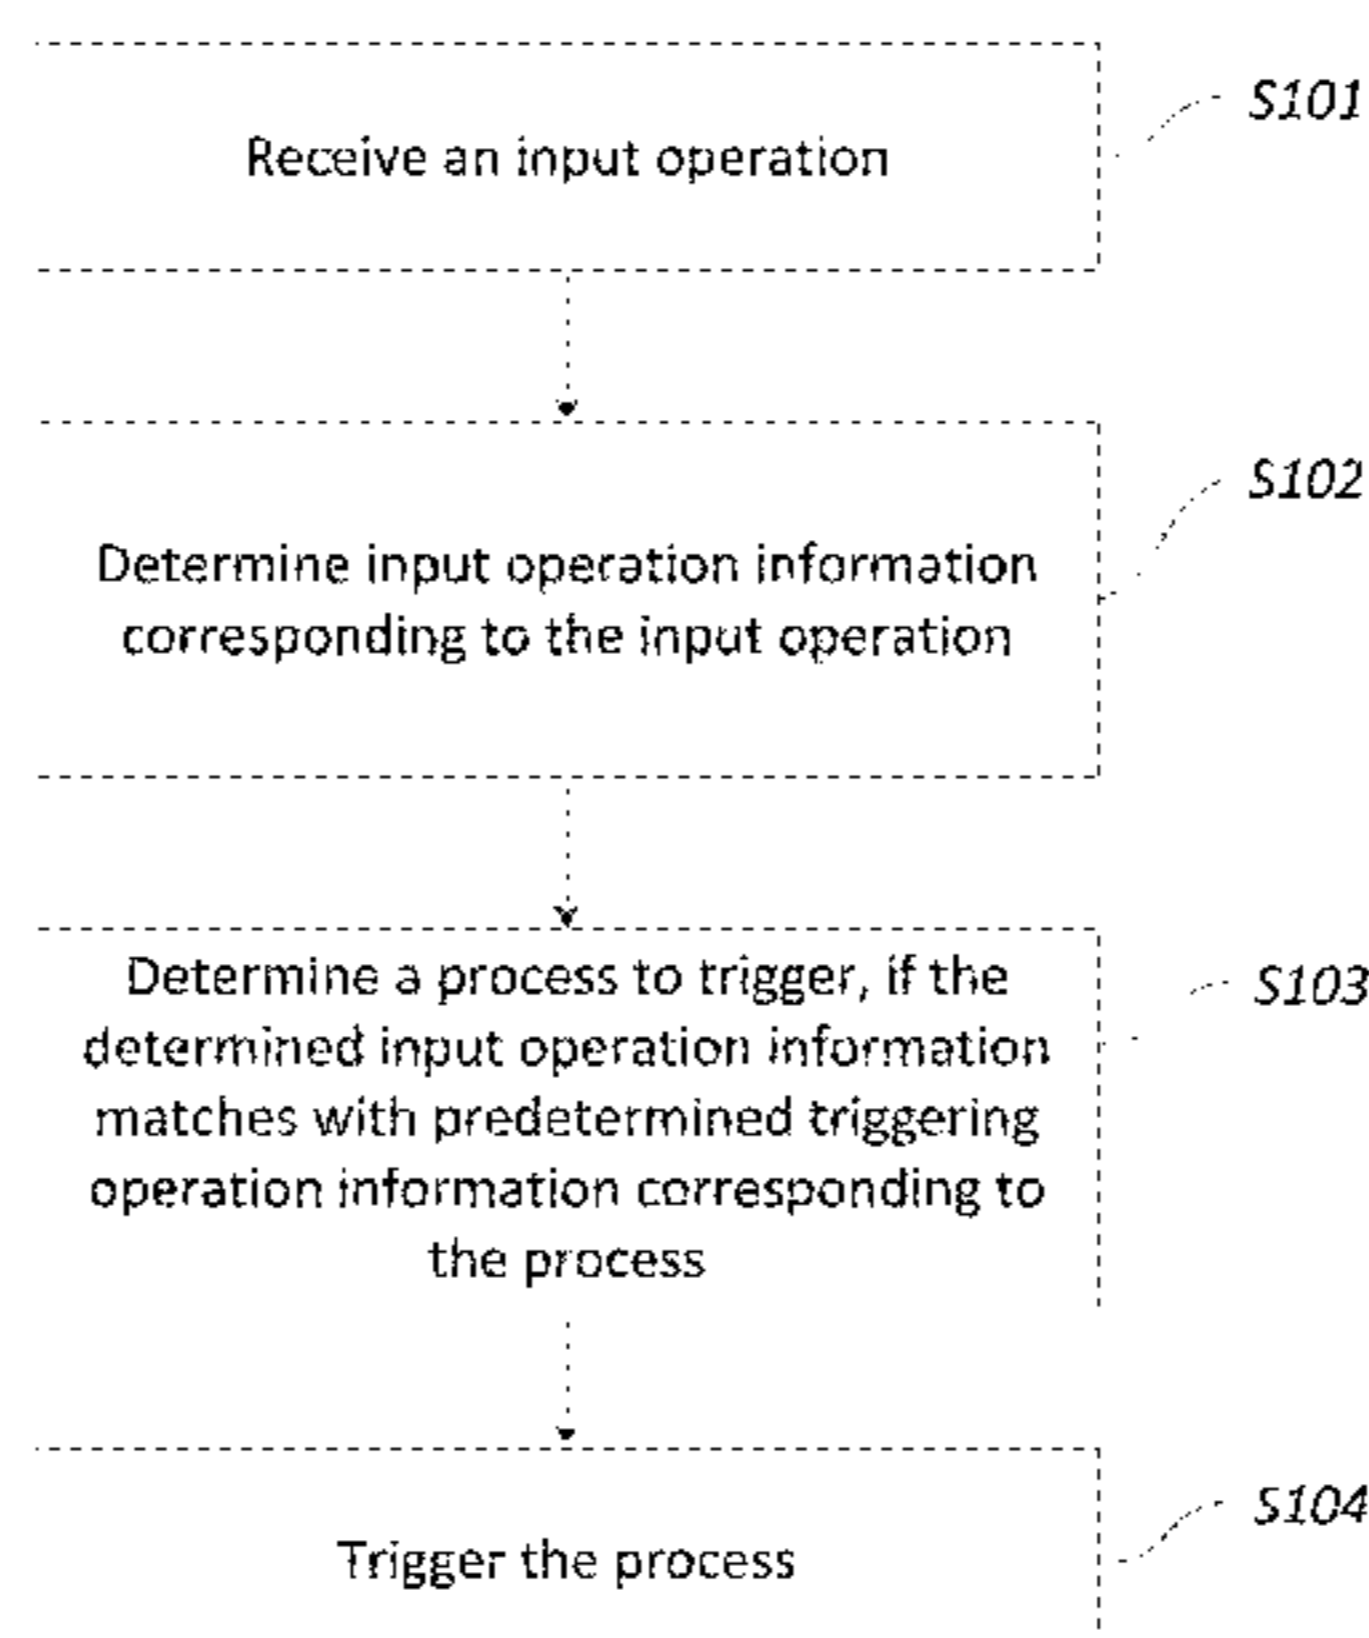 Receive an input operation
S101
Determine input operation information
corresponding to the input operation
S102
Determine a process to trigger, if the
determined input operation information
matches with predetermined triggering
operation information corresponding to
the process
S103
Trigger the process
S104